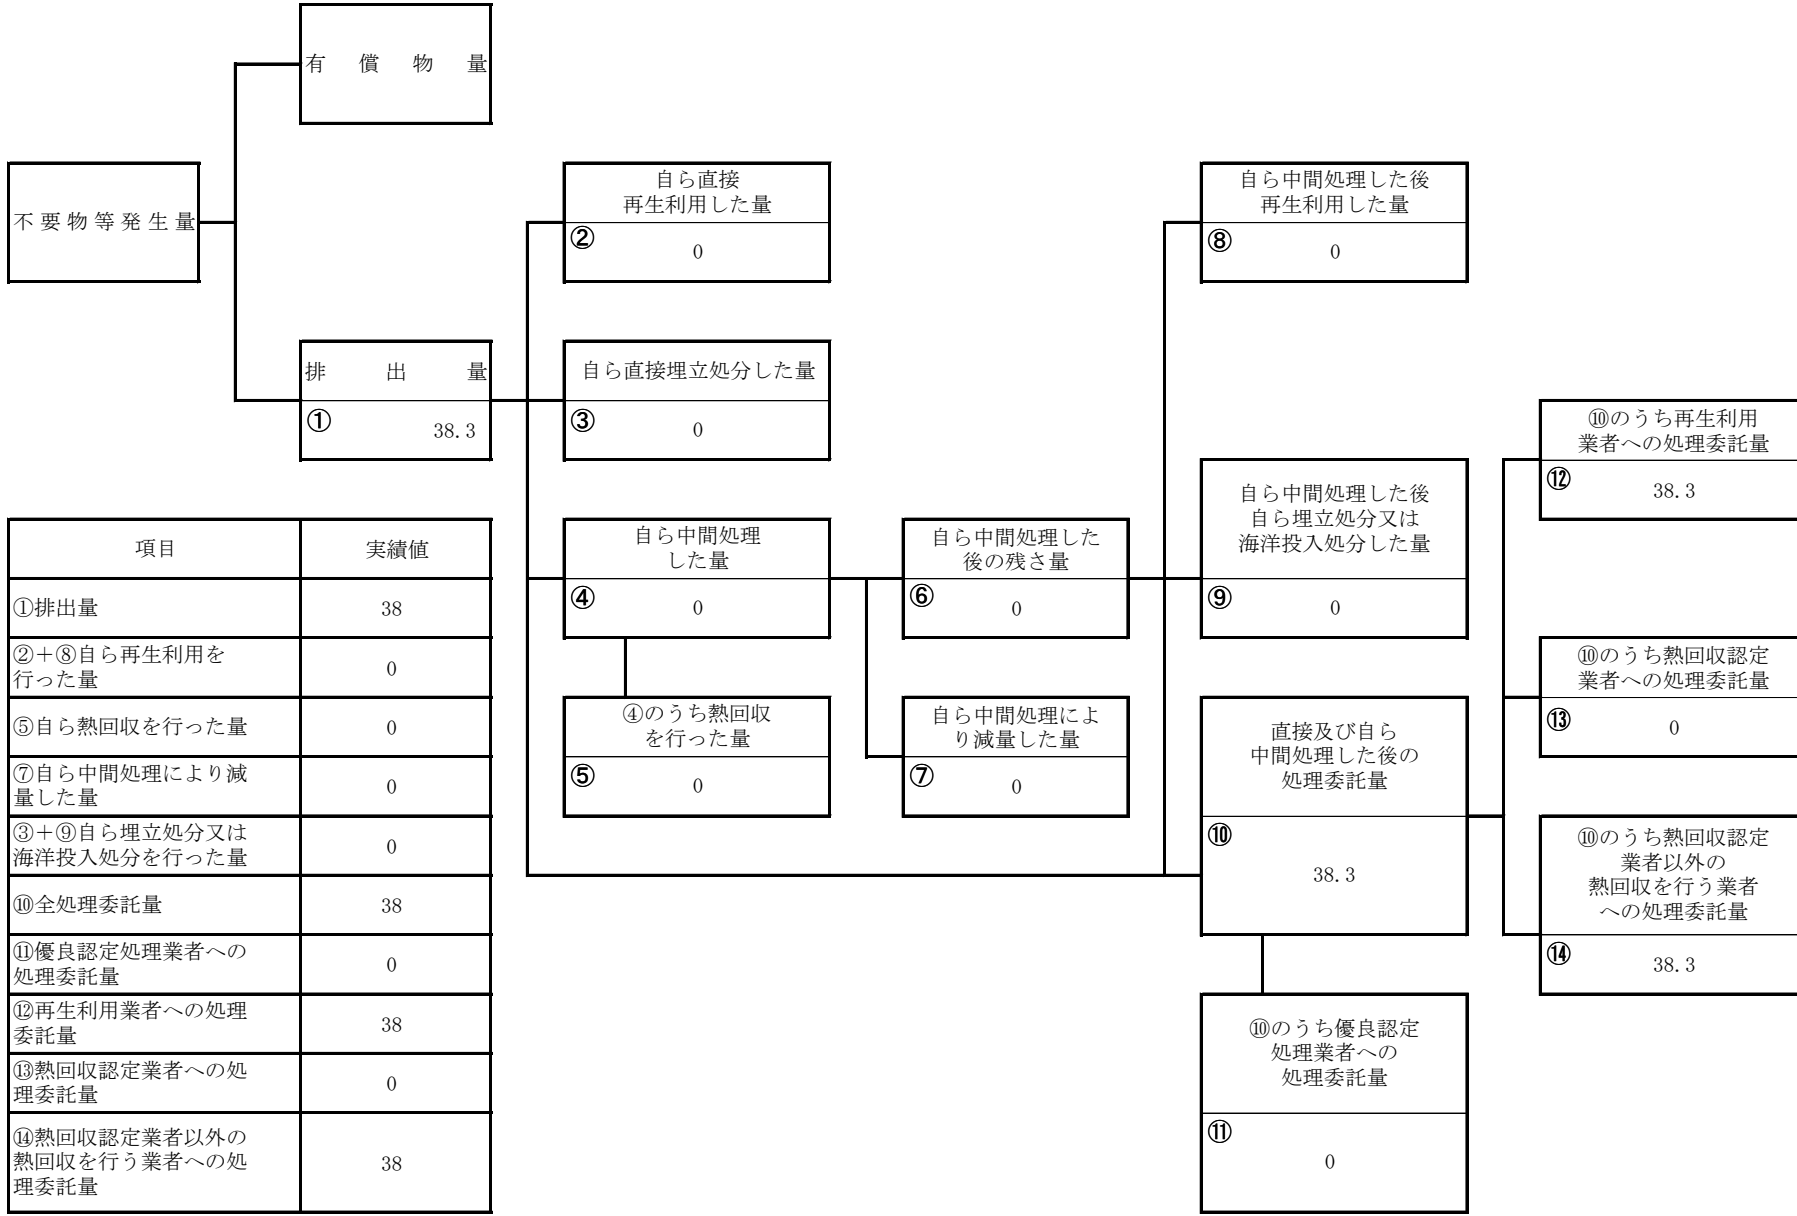 有償物量
不要物等発生量
自ら直接
再生利用した量
②
0
自ら中間処理した後
再生利用した量
⑧
0
排出量
①
38.3
自ら直接埋立処分した量
③
0
⑩のうち再生利用
業者への処理委託量
⑫
38.3
自ら中間処理した後
自ら埋立処分又は
海洋投入処分した量
⑨
0
自ら中間処理
した量
④
0
自ら中間処理した
後の残さ量
⑥
0
⑩のうち熱回収認定
業者への処理委託量
⑬
0
④のうち熱回収
を行った量
⑤
0
自ら中間処理によ
り減量した量
⑦
0
直接及び自ら
中間処理した後の
処理委託量
⑩
38.3
⑩のうち熱回収認定
業者以外の
熱回収を行う業者
への処理委託量
⑭
38.3
⑩のうち優良認定
処理業者への
処理委託量
⑪
0
項目 実績値
①排出量 38
②+⑧自ら再生利用を
行った量 0
⑤自ら熱回収を行った量 0
⑦自ら中間処理により減
量した量 0
③+⑨自ら埋立処分又は
海洋投入処分を行った量 0
⑩全処理委託量 38
⑪優良認定処理業者への
処理委託量 0
⑫再生利用業者への処理
委託量 38
⑬熱回収認定業者への処
理委託量 0
⑭熱回収認定業者以外の
熱回収を行う業者への処
理委託量 38